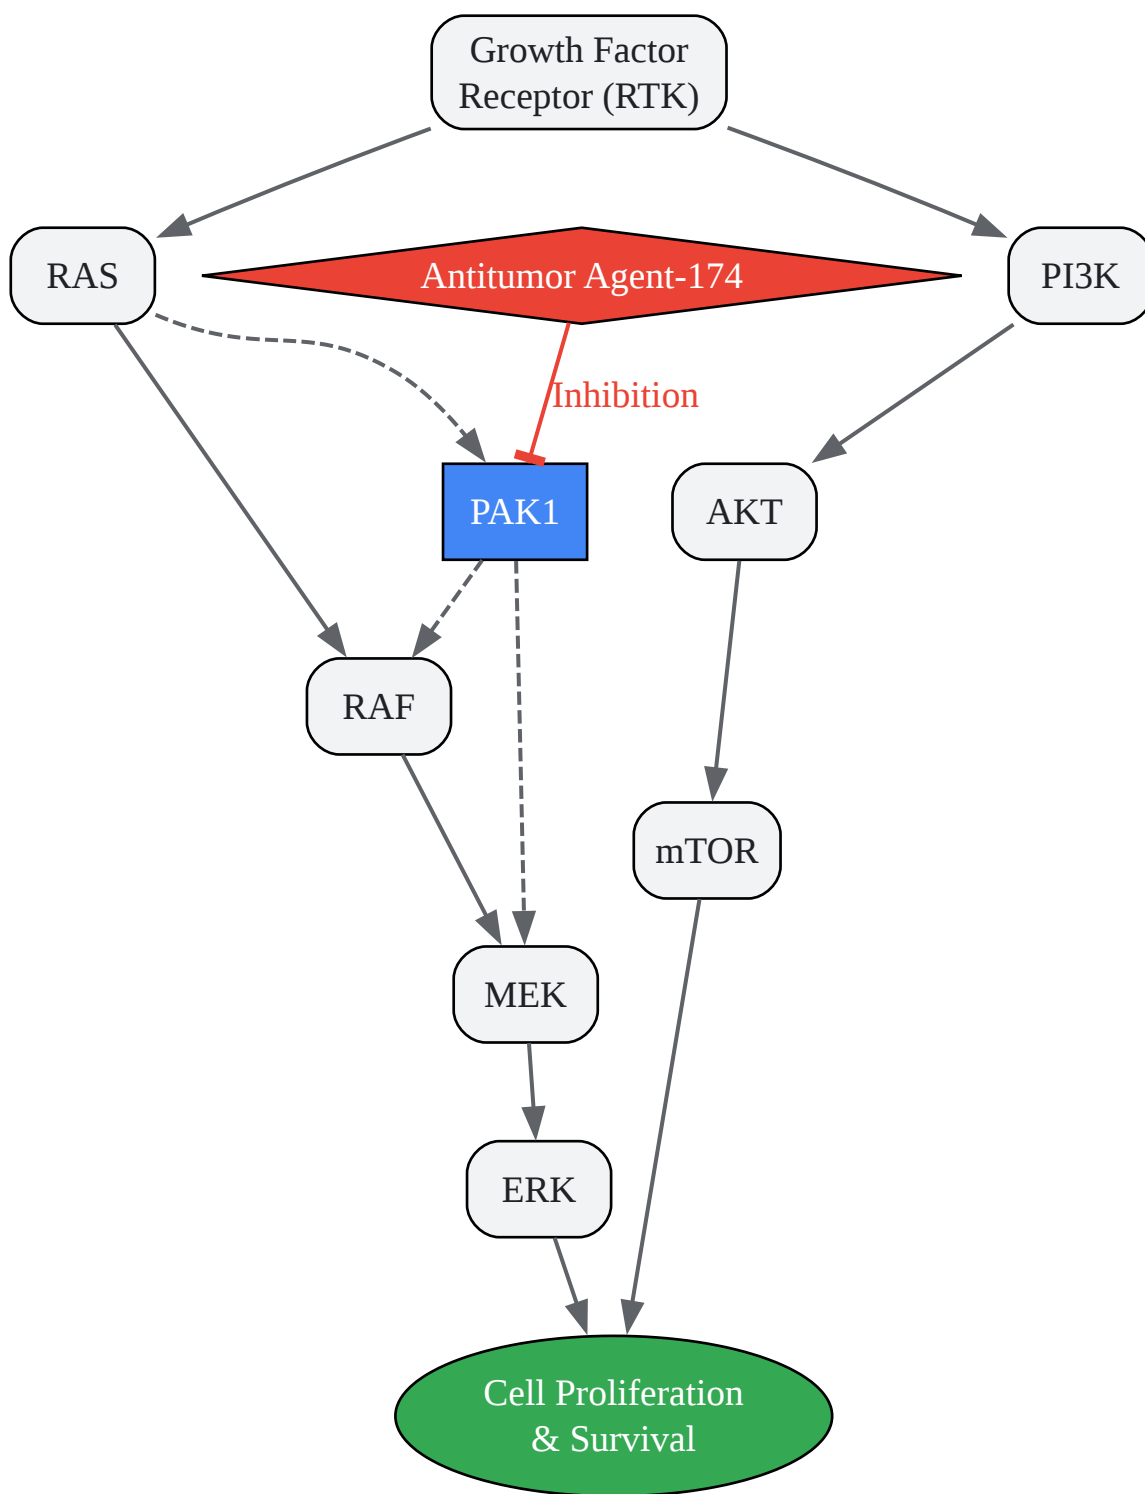 Growth Factor
Receptor (RTK)
RAS
Antitumor Agent-174
PI3K
Inhibition
PAK1
AKT
RAF
mTOR
MEK
ERK
Cell Proliferation
& Survival